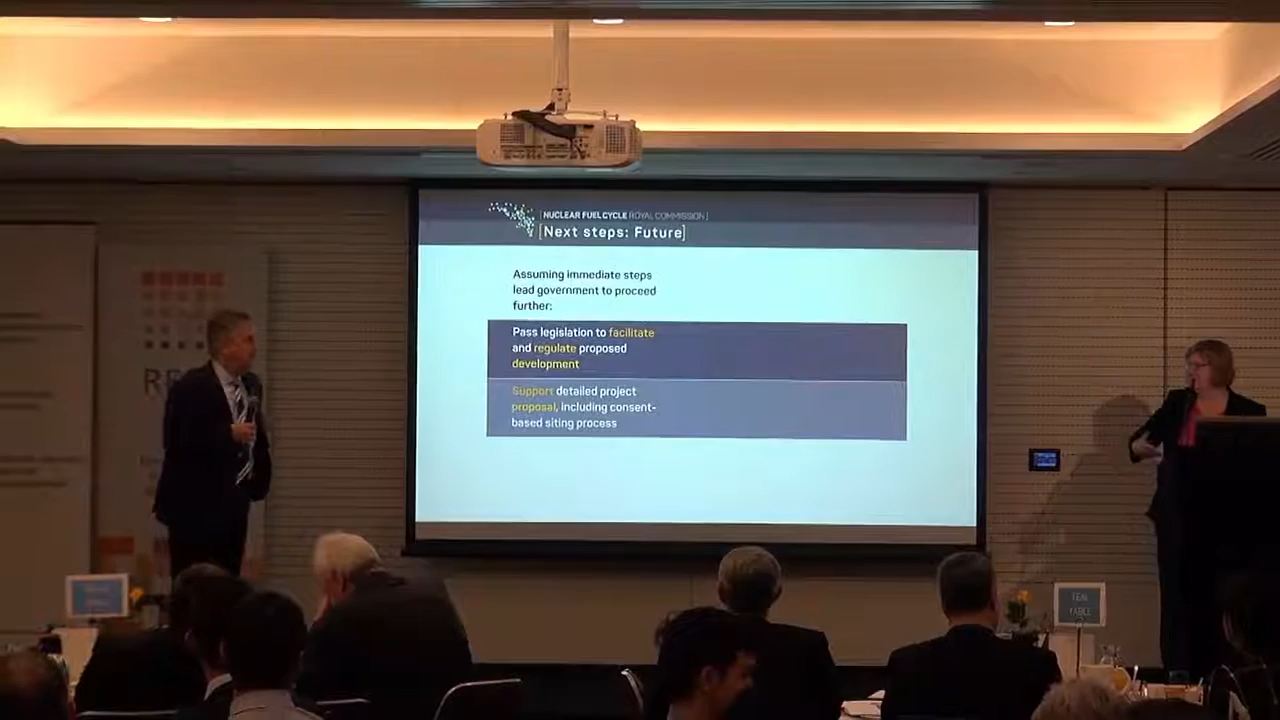 [NUCLEAR FUEL CYCLE ROYAL COMMISSION]
[Next steps: Future]
Assuming immediate steps
lead government to proceed
further:
Pass legislation to facilitate
and regulate proposed
development
Support detailed project
proposal, including consent-
based siting process
TABLE